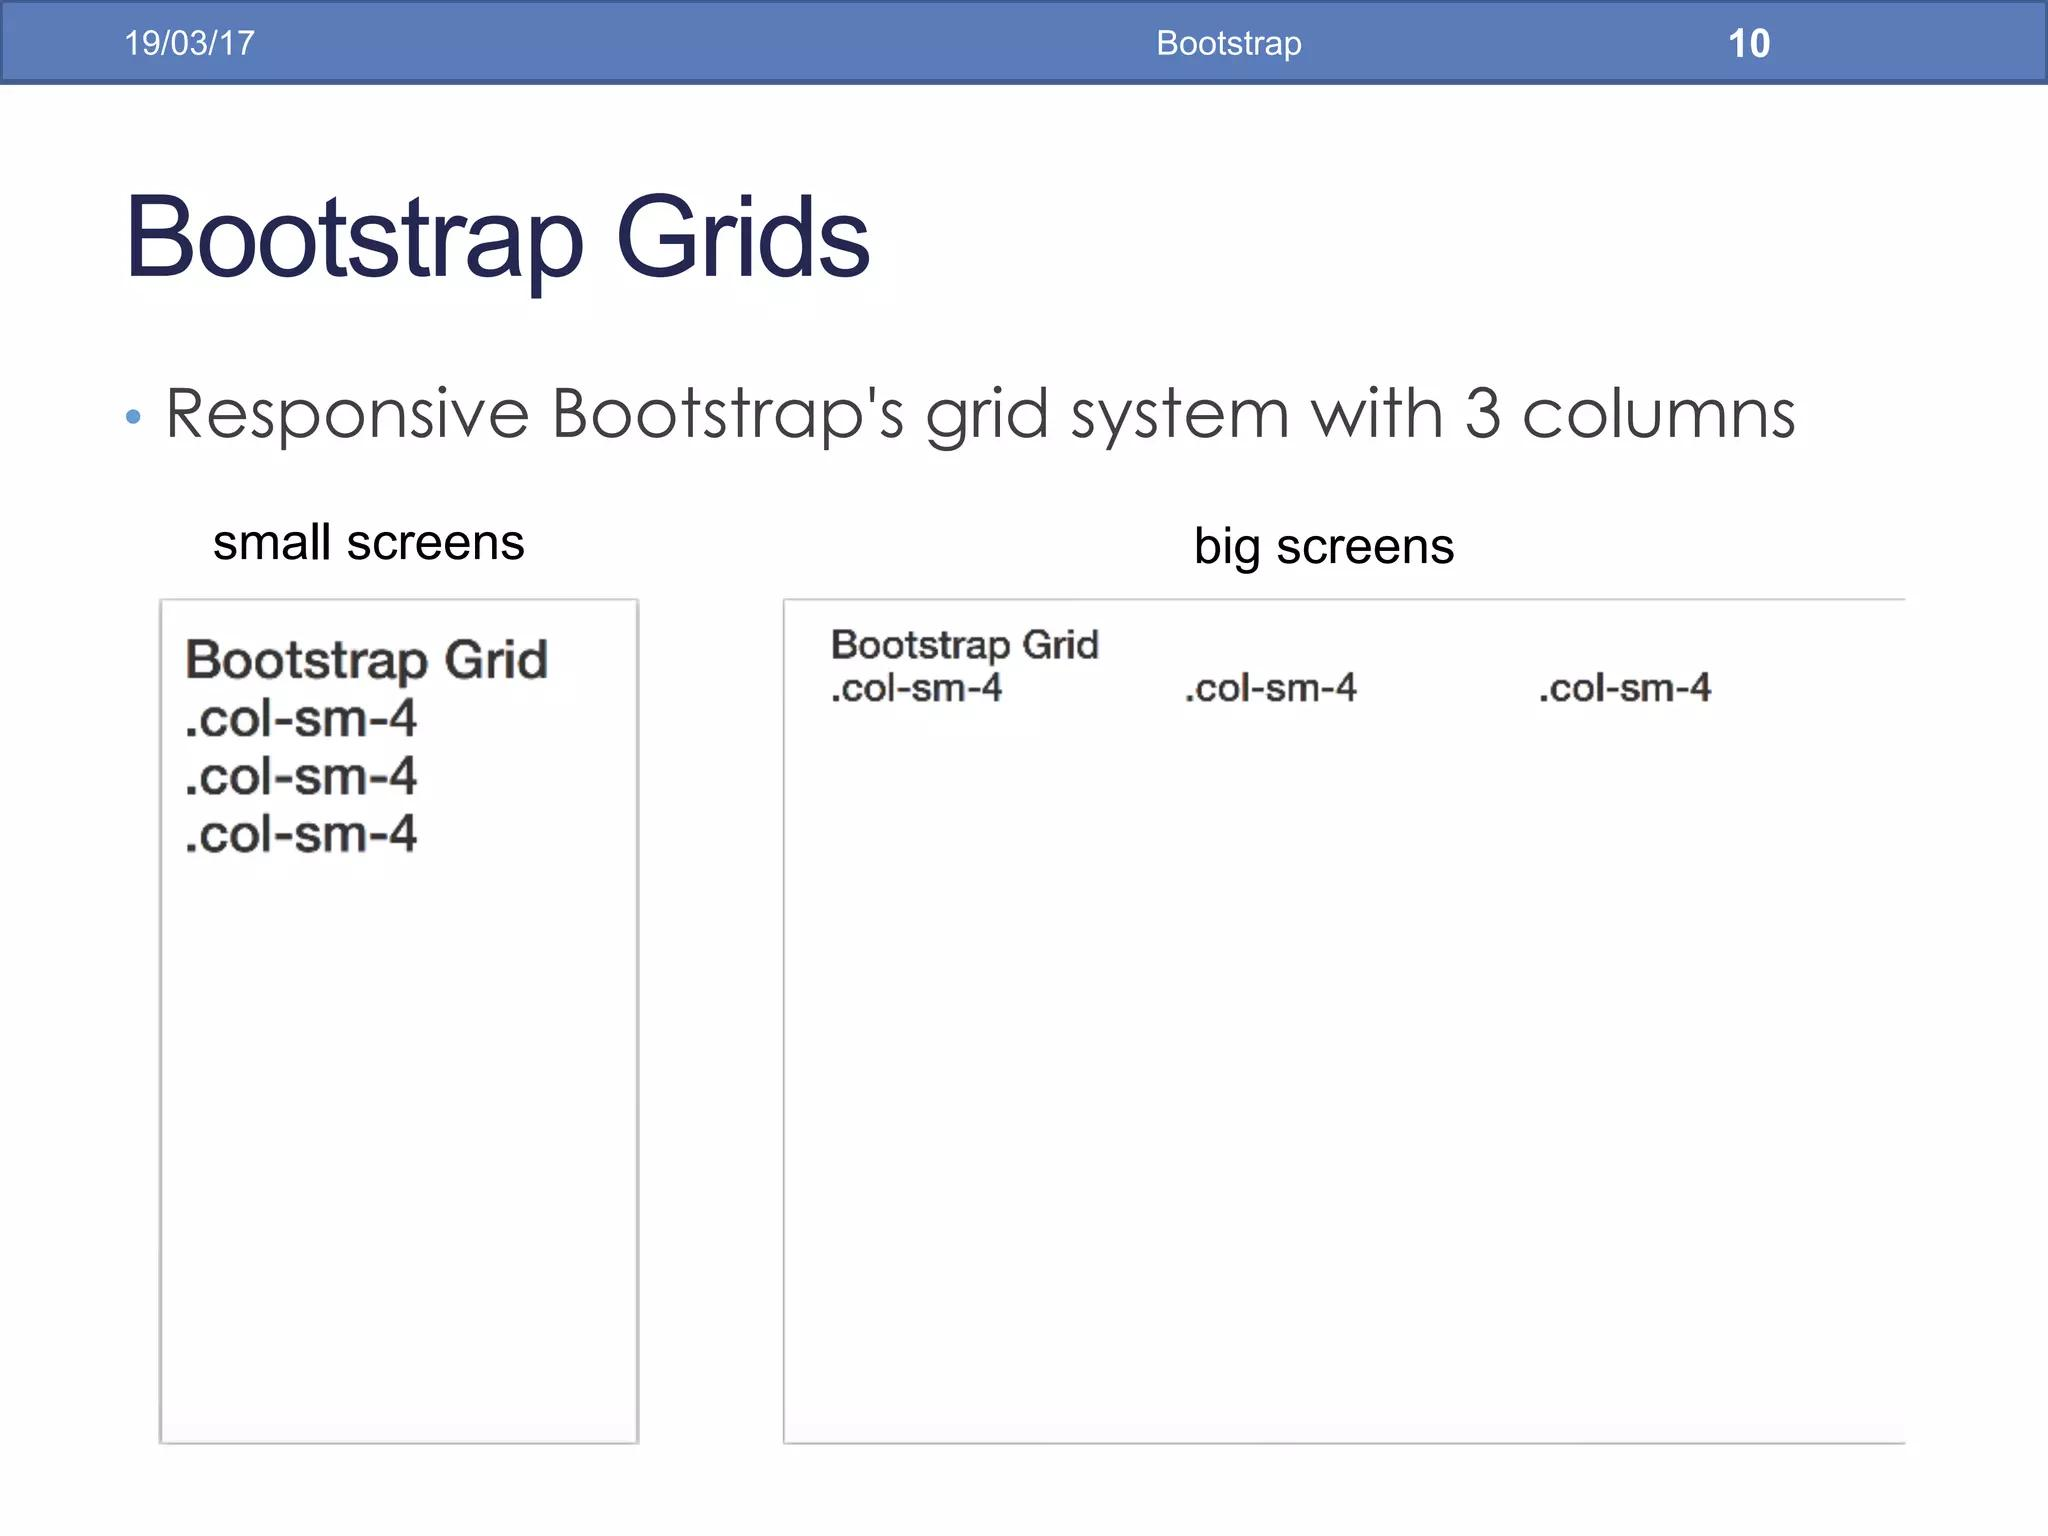 19/03/17 Bootstrap 10
Bootstrap Grids
• Responsive Bootstrap's grid system with 3 columns
small screens
Bootstrap Grid
.col-sm-4
.col-sm-4
.col-sm-4
big screens
Bootstrap Grid
.col-sm-4 .col-sm-4 .col-sm-4